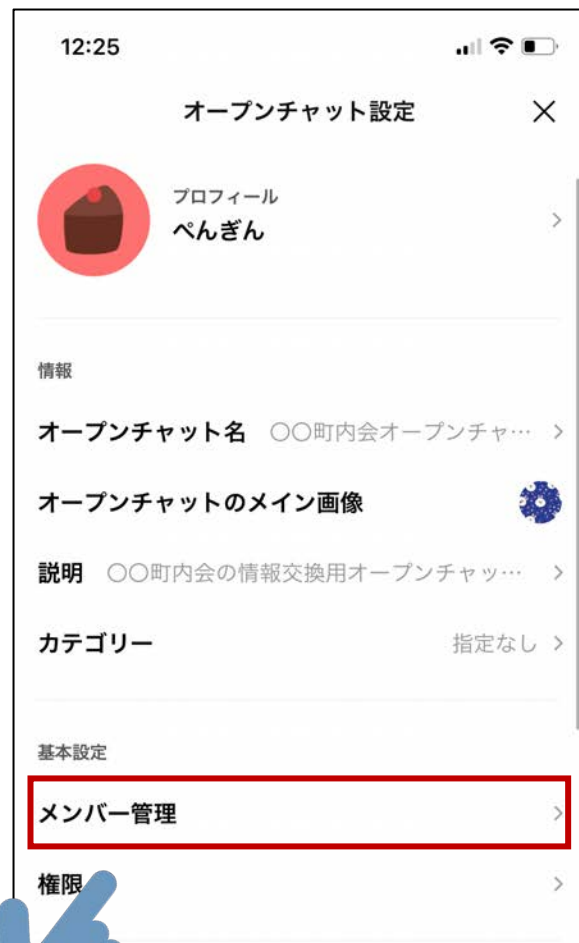 12:25
オープンチャット設定
プロフィール
ぺんぎん
情報
オープンチャット名 〇〇町内会オープンチャ…
オープンチャットのメイン画像
説明 〇〇町内会の情報交換用オープンチャッ…
カテゴリー 指定なし
基本設定
メンバー管理
権限